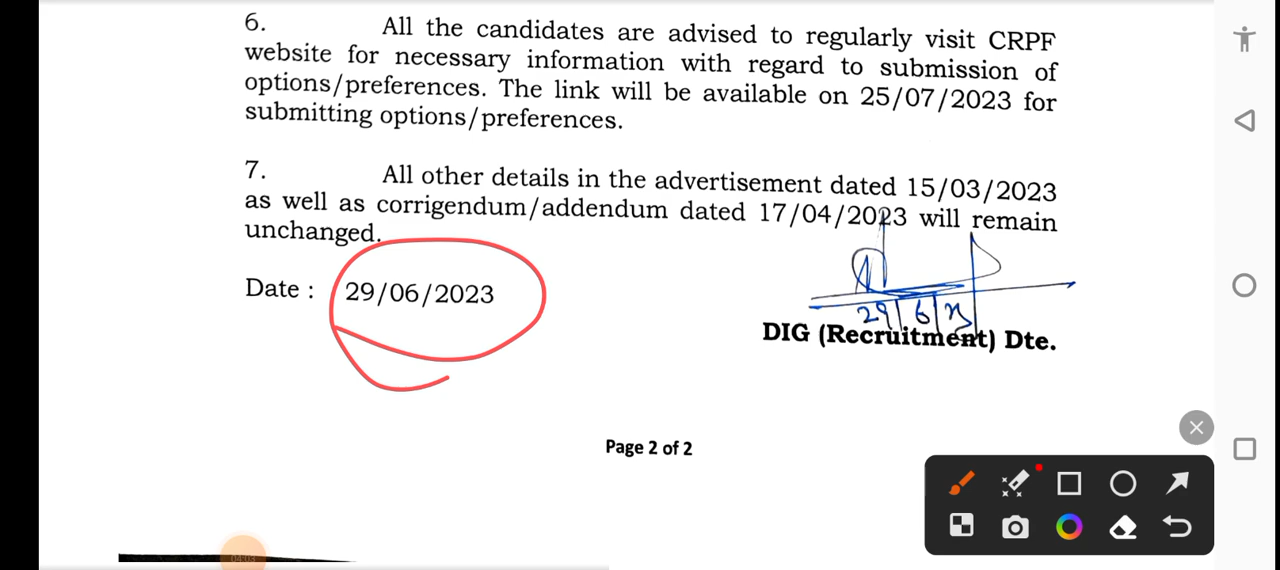 6. All the candidates are advised to regularly visit CRPF
website for necessary information with regard to submission of
options/preferences. The link will be available on 25/07/2023 for
submitting options/preferences.
7. All other details in the advertisement dated 15/03/2023
as well as corrigendum/addendum dated 17/04/2023 will remain
unchanged.
Date : 29/06/2023
29/6/23
DIG (Recruitment) Dte.
Page 2 of 2
04:03